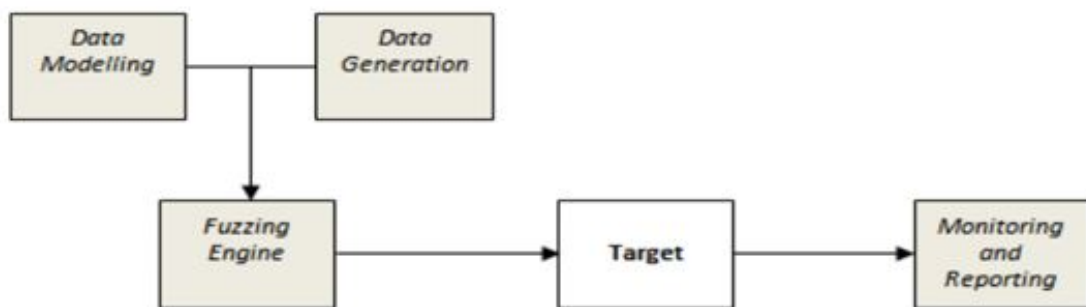 Data
Modelling
Data
Generation
Fuzzing
Engine
Target
Monitoring
and
Reporting